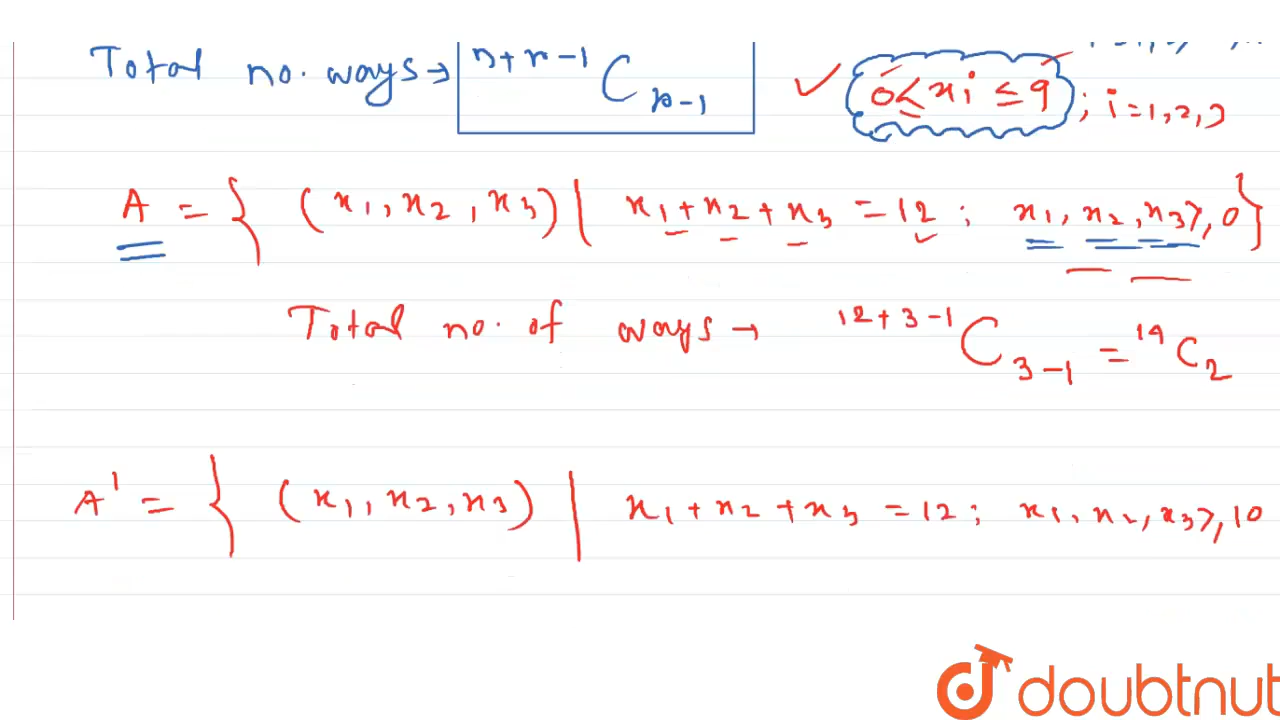 Total no. ways → n+r-1 C r-1
✓ 0 ≤ xi ≤ 9 ; i=1,2,3
A = { (x1, x2, x3) | x1 + x2 + x3 = 12 ; x1, x2, x3 ≥ 0 }
Total no. of ways → 12+3-1 C 3-1 = 14 C 2
A' = { (x1, x2, x3) | x1 + x2 + x3 = 12 ; x1, x2, x3 ≥ 10
doubtnut